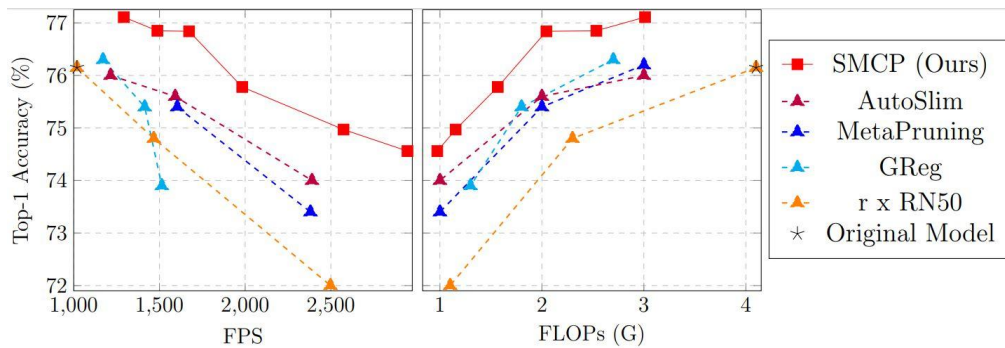 Top-1 Accuracy (%)
77
76
75
74
73
72
1,000 1,500 2,000 2,500
FPS
1 2 3 4
FLOPs (G)
SMCP (Ours)
AutoSlim
MetaPruning
GReg
r x RN50
Original Model